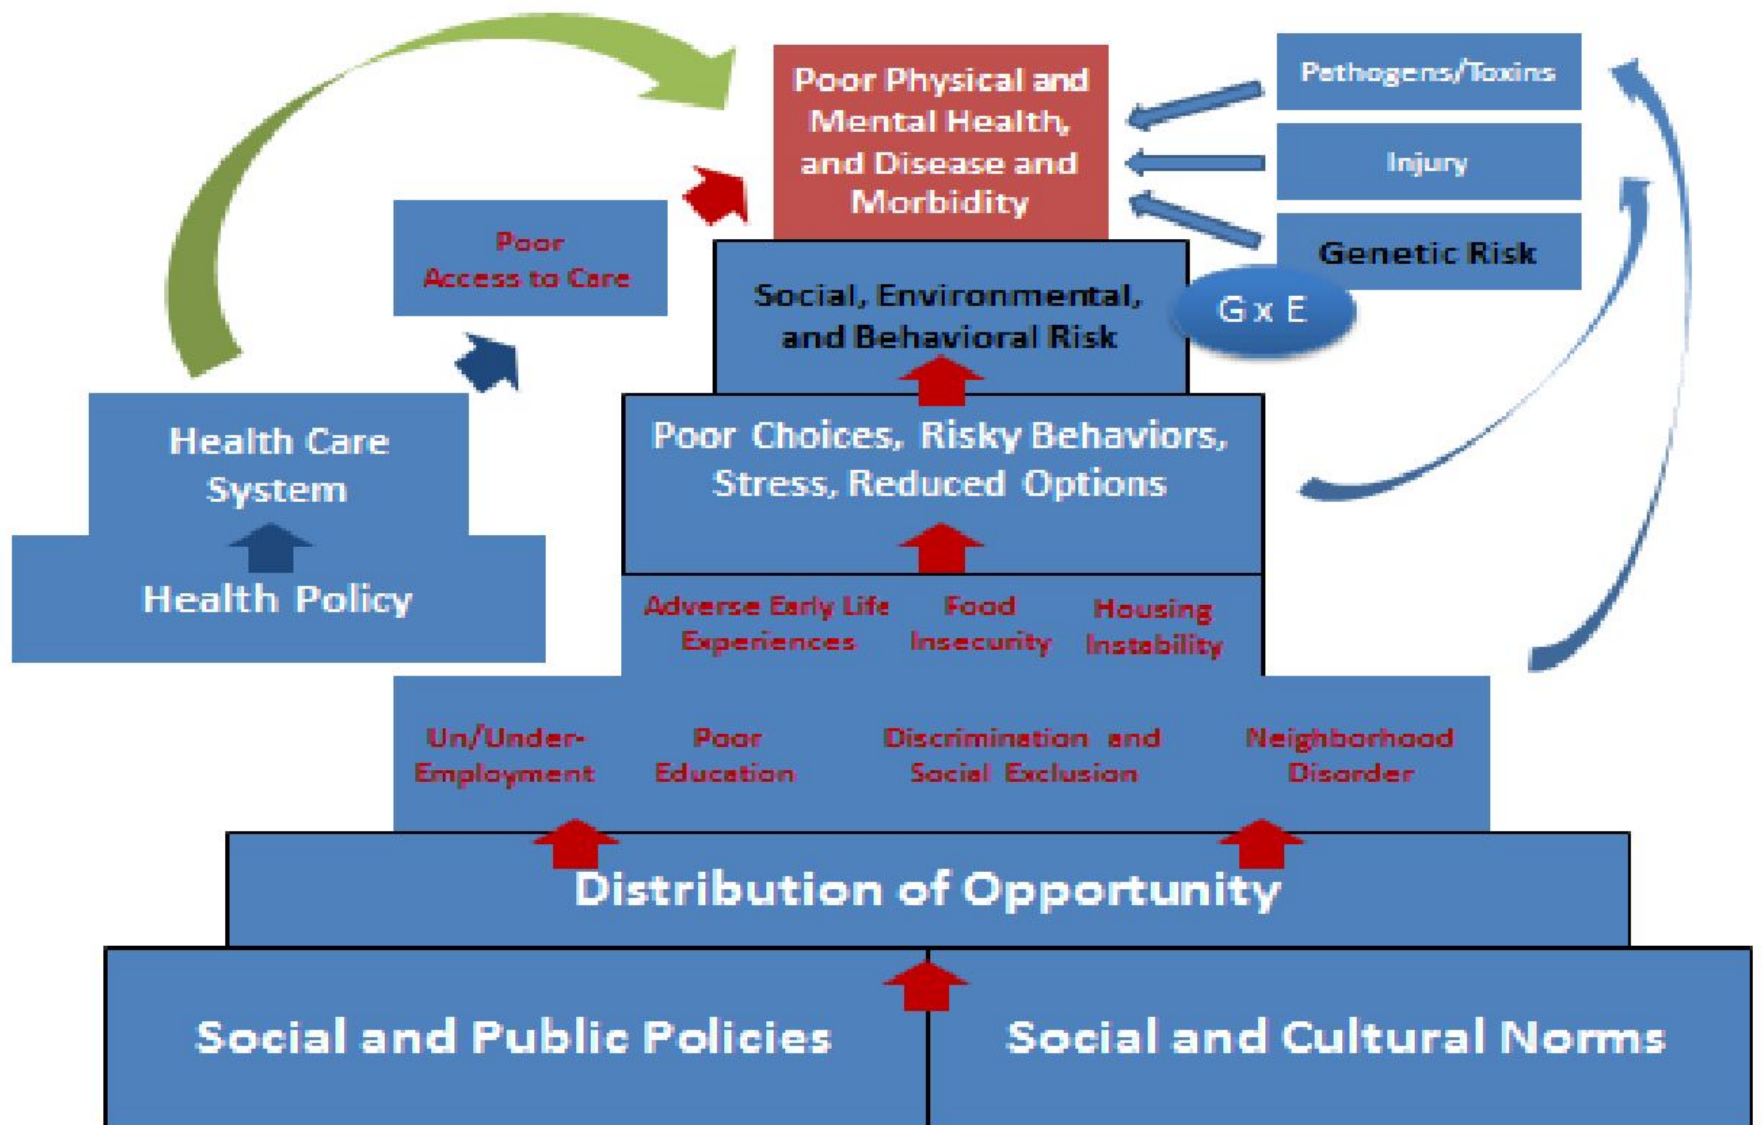 Poor Physical and
Mental Health,
and Disease and
Morbidity
Pathogens/Toxins
Injury
Genetic Risk
G x E
Poor
Access to Care
Social, Environmental,
and Behavioral Risk
Health Care
System
Health Policy
Poor Choices, Risky Behaviors,
Stress, Reduced Options
Adverse Early Life
Experiences
Food
Insecurity
Housing
Instability
Un/Under-
Employment
Poor
Education
Discrimination and
Social Exclusion
Neighborhood
Disorder
Distribution of Opportunity
Social and Public Policies
Social and Cultural Norms